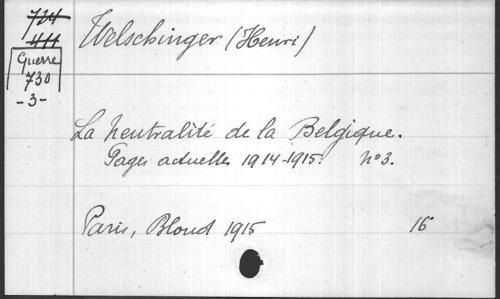 724
411
Guerre
730
-3-
Welschinger (Henri)
La neutralité de la Belgique.
Pages actuelles 1914-1915. n°3.
Paris, Bloud 1915 16°